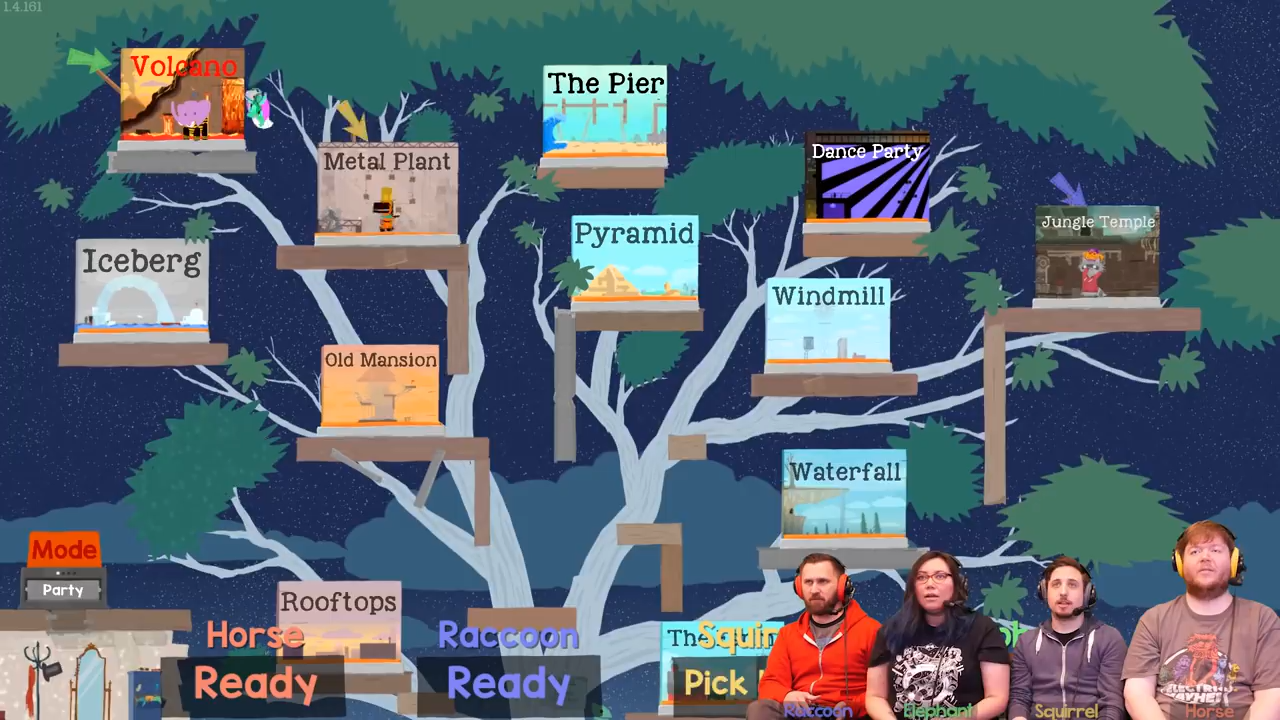 1.4.161
Volcano
The Pier
Metal Plant
Dance Party
Jungle Temple
Pyramid
Iceberg
Windmill
Old Mansion
Waterfall
Mode
Party
Rooftops
Horse
Ready
Raccoon
Ready
Pick
Raccoon
Elephant
Squirrel
Horse